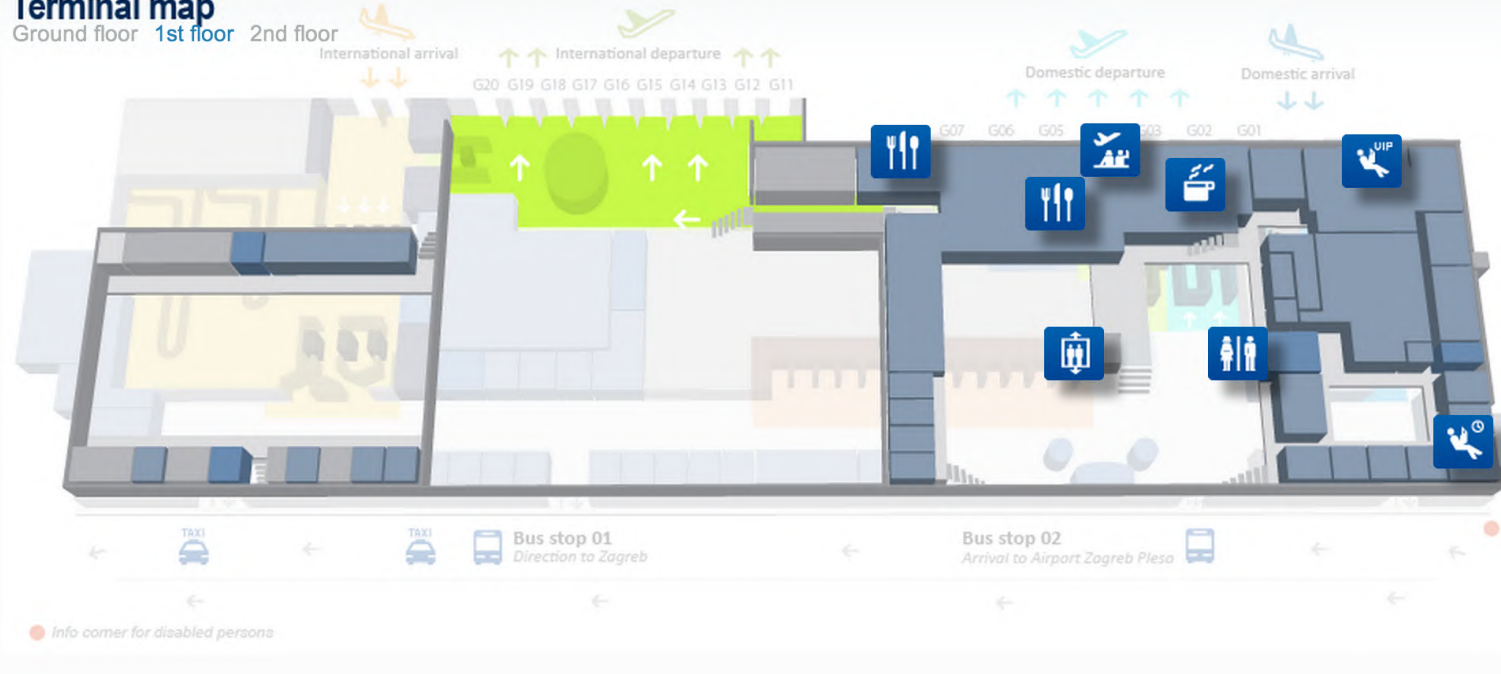 Terminal map
Ground floor 1st floor 2nd floor
International arrival
International departure
Domestic departure
Domestic arrival
G20 G19 G18 G17 G16 G15 G14 G13 G12 G11
G07 G06 G05 G03 G02 G01
VIP
TAXI
TAXI
Bus stop 01
Direction to Zagreb
Bus stop 02
Arrival to Airport Zagreb Pleso
Info corner for disabled persons